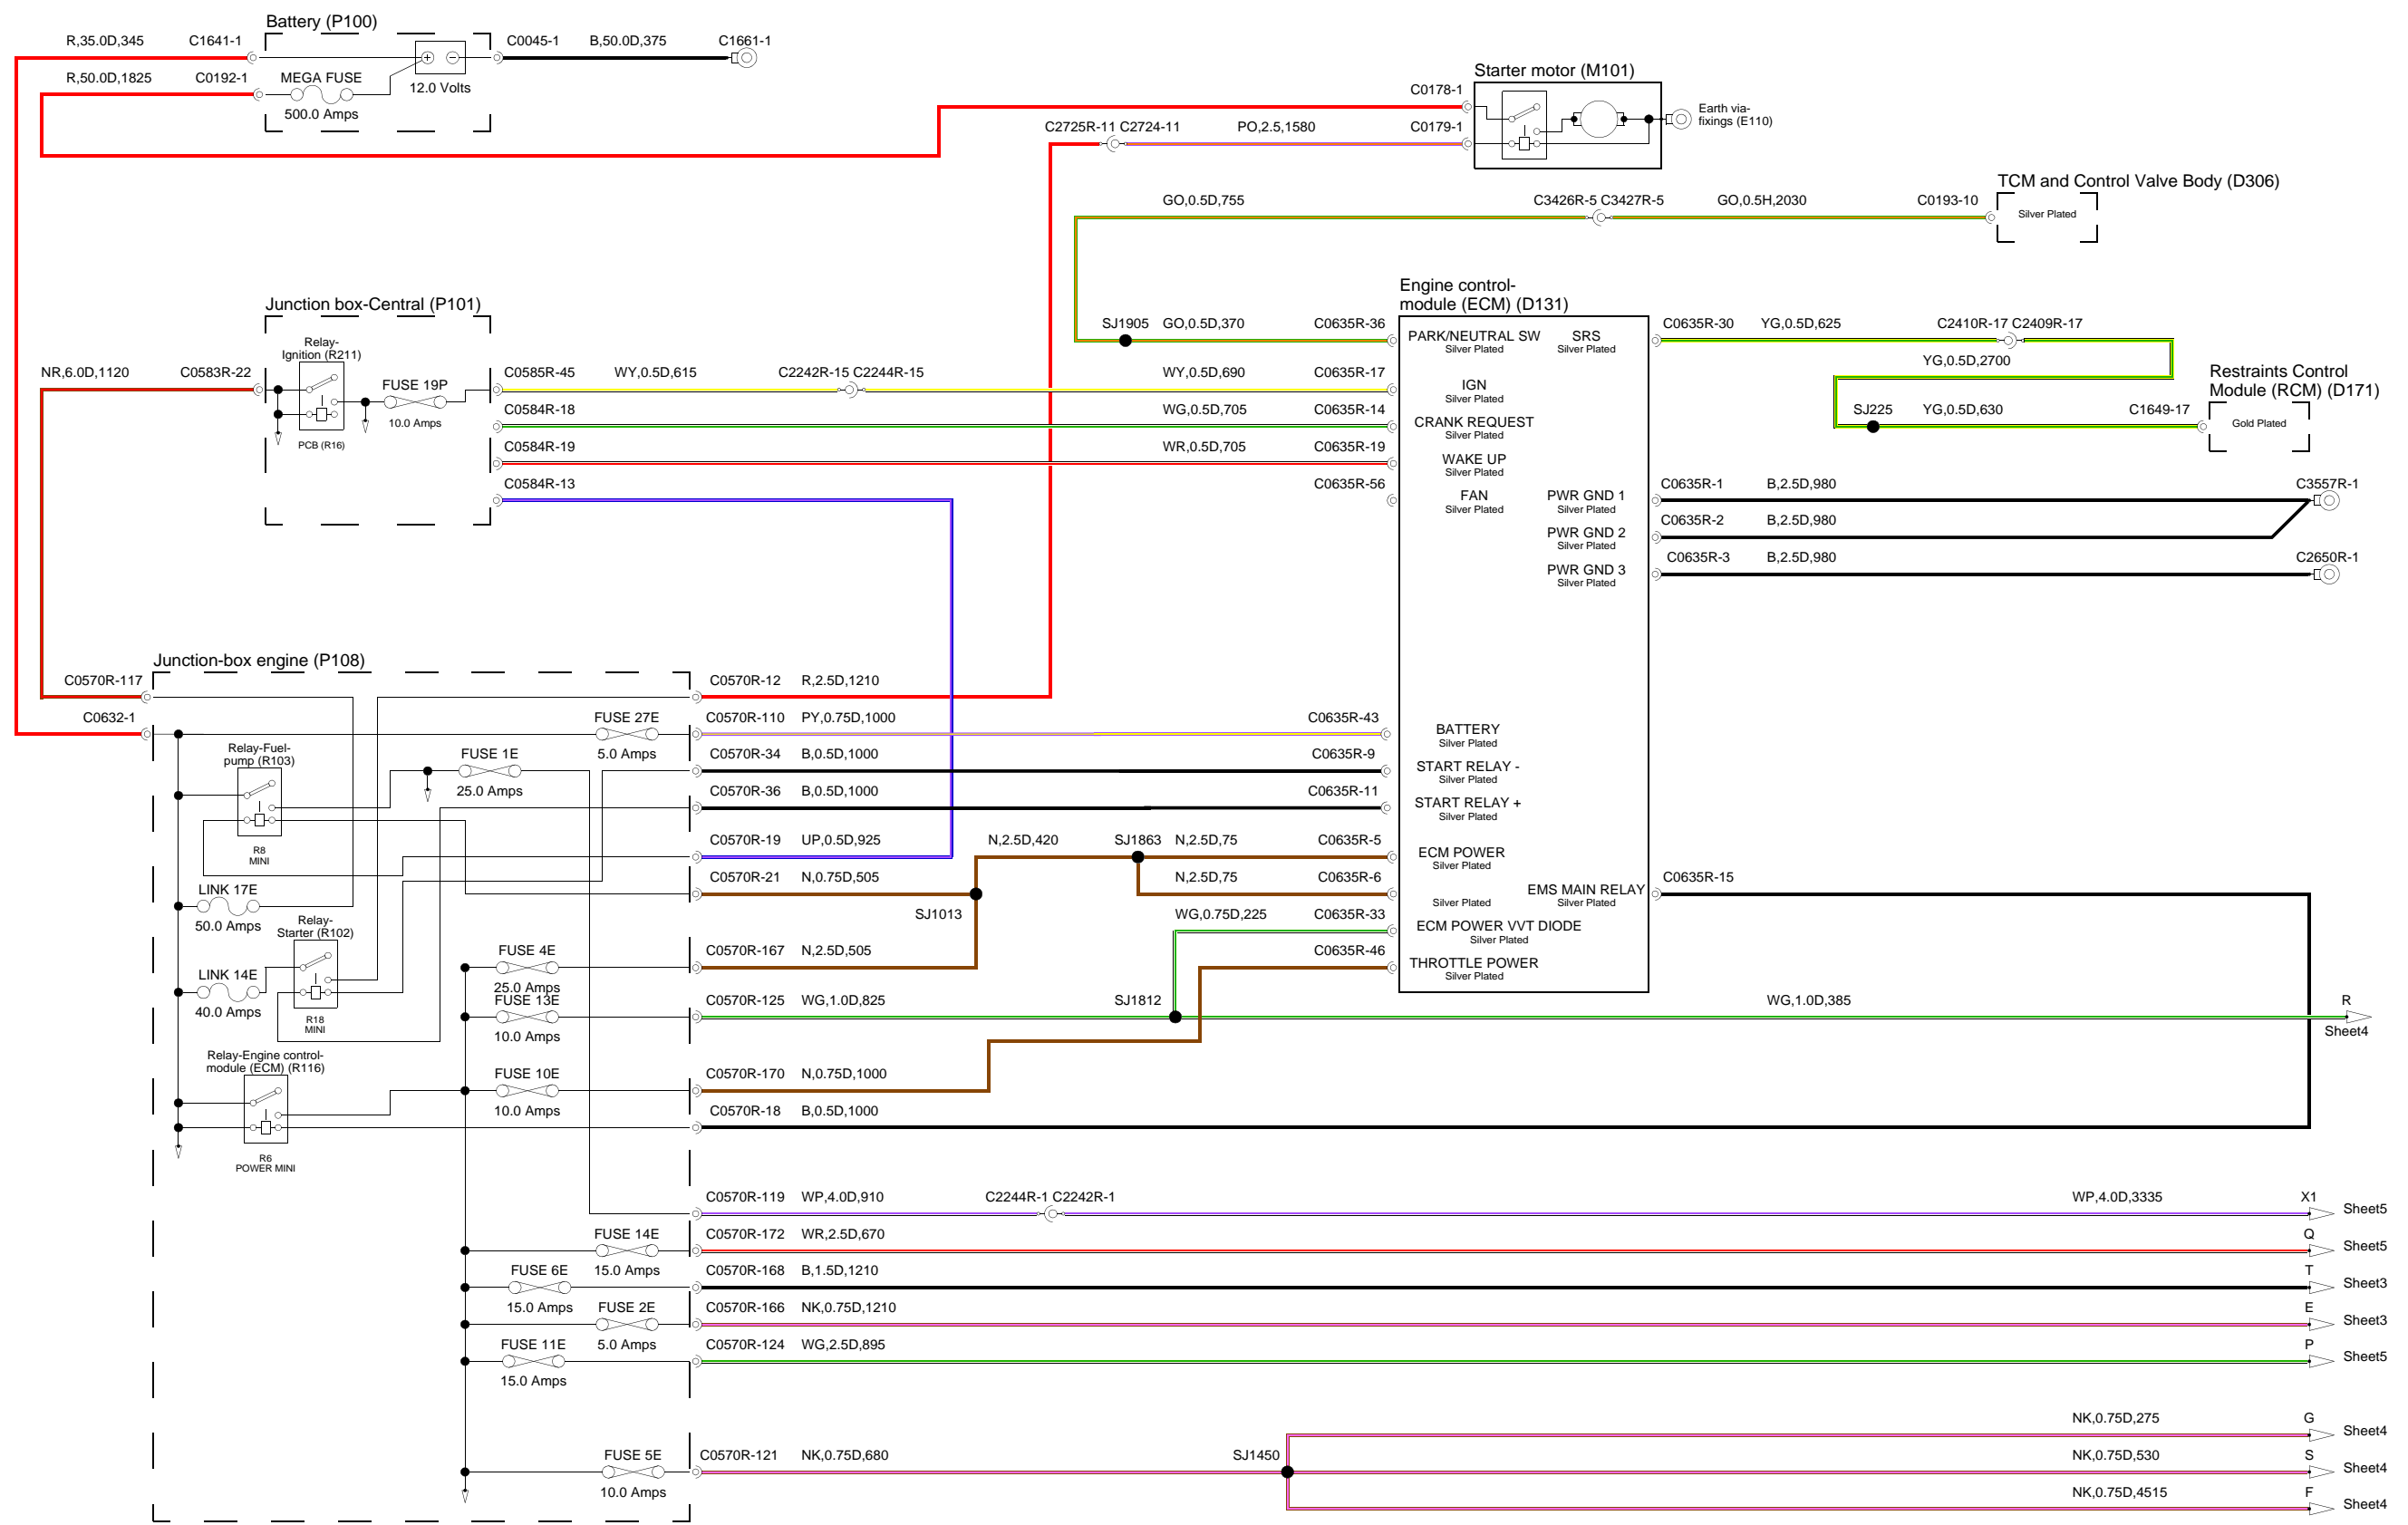 Battery (P100)
R,35.0D,345
C1641-1
C0045-1
B,50.0D,375
C1661-1
R,50.0D,1825
C0192-1
MEGA FUSE
500.0 Amps
12.0 Volts
Starter motor (M101)
C0178-1
Earth via-
fixings (E110)
C2725R-11 C2724-11
PO,2.5,1580
C0179-1
TCM and Control Valve Body (D306)
GO,0.5D,755
C3426R-5 C3427R-5
GO,0.5H,2030
C0193-10
Silver Plated
Engine control-
module (ECM) (D131)
Junction box-Central (P101)
SJ1905
GO,0.5D,370
C0635R-36
PARK/NEUTRAL SW
Silver Plated
SRS
Silver Plated
C0635R-30
YG,0.5D,625
C2410R-17 C2409R-17
YG,0.5D,2700
Restraints Control
Module (RCM) (D171)
Relay-
Ignition (R211)
NR,6.0D,1120
C0583R-22
FUSE 19P
10.0 Amps
PCB (R16)
C0585R-45
WY,0.5D,615
C2242R-15 C2244R-15
WY,0.5D,690
C0635R-17
IGN
Silver Plated
C0584R-18
WG,0.5D,705
C0635R-14
CRANK REQUEST
Silver Plated
SJ225
YG,0.5D,630
C1649-17
Gold Plated
C0584R-19
WR,0.5D,705
C0635R-19
WAKE UP
Silver Plated
C0584R-13
C0635R-56
FAN
Silver Plated
PWR GND 1
Silver Plated
C0635R-1
B,2.5D,980
C3557R-1
PWR GND 2
Silver Plated
C0635R-2
B,2.5D,980
PWR GND 3
Silver Plated
C0635R-3
B,2.5D,980
C2650R-1
Junction-box engine (P108)
C0570R-117
C0570R-12
R,2.5D,1210
C0632-1
FUSE 27E
5.0 Amps
C0570R-110
PY,0.75D,1000
C0635R-43
BATTERY
Silver Plated
Relay-Fuel-
pump (R103)
R8
MINI
FUSE 1E
25.0 Amps
C0570R-34
B,0.5D,1000
C0635R-9
START RELAY -
Silver Plated
C0570R-36
B,0.5D,1000
C0635R-11
START RELAY +
Silver Plated
C0570R-19
UP,0.5D,925
N,2.5D,420
SJ1863
N,2.5D,75
C0635R-5
ECM POWER
Silver Plated
LINK 17E
50.0 Amps
C0570R-21
N,0.75D,505
SJ1013
N,2.5D,75
C0635R-6
Silver Plated
EMS MAIN RELAY
Silver Plated
C0635R-15
Relay-
Starter (R102)
R18
MINI
WG,0.75D,225
C0635R-33
ECM POWER VVT DIODE
Silver Plated
LINK 14E
40.0 Amps
FUSE 4E
25.0 Amps
C0570R-167
N,2.5D,505
C0635R-46
THROTTLE POWER
Silver Plated
FUSE 13E
10.0 Amps
C0570R-125
WG,1.0D,825
SJ1812
WG,1.0D,385
R
Sheet4
Relay-Engine control-
module (ECM) (R116)
R6
POWER MINI
FUSE 10E
10.0 Amps
C0570R-170
N,0.75D,1000
C0570R-18
B,0.5D,1000
C0570R-119
WP,4.0D,910
C2244R-1 C2242R-1
WP,4.0D,3335
X1
Sheet5
FUSE 14E
15.0 Amps
C0570R-172
WR,2.5D,670
Q
Sheet5
FUSE 6E
15.0 Amps
C0570R-168
B,1.5D,1210
T
Sheet3
FUSE 2E
5.0 Amps
C0570R-166
NK,0.75D,1210
E
Sheet3
FUSE 11E
15.0 Amps
C0570R-124
WG,2.5D,895
P
Sheet5
NK,0.75D,275
G
Sheet4
FUSE 5E
10.0 Amps
C0570R-121
NK,0.75D,680
SJ1450
NK,0.75D,530
S
Sheet4
NK,0.75D,4515
F
Sheet4